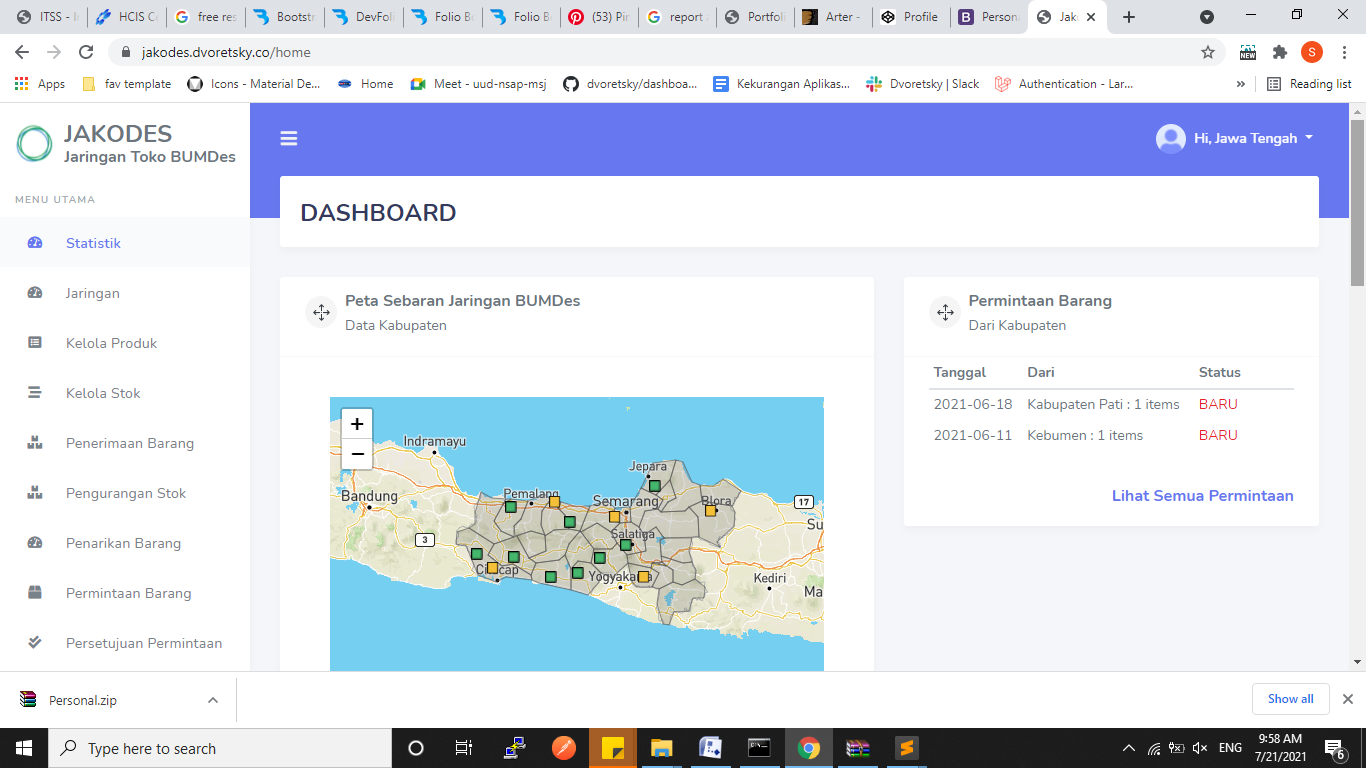 ITSS - I
HCIS C
free res
Bootst
DevFoli
Folio B
Folio B
(53) Pi
report
Portfol
Arter -
Profile
Person
Jak
jakodes.dvoretsky.co/home
S
NEW
Apps
fav template
Icons - Material De...
Home
Meet - uud-nsap-msj
dvoretsky/dashboa...
Kekurangan Aplikas...
Dvoretsky | Slack
Authentication - Lar...
»
Reading list
JAKODES
Jaringan Toko BUMDes
Hi, Jawa Tengah
MENU UTAMA
Statistik
Jaringan
Kelola Produk
Kelola Stok
Penerimaan Barang
Pengurangan Stok
Penarikan Barang
Permintaan Barang
Persetujuan Permintaan
DASHBOARD
Peta Sebaran Jaringan BUMDes
Data Kabupaten
+
−
Indramayu
Bandung
3
Pemalang
Semarang
Jepara
Blora
17
Salatiga
Yogyakarta
Kediri
Permintaan Barang
Dari Kabupaten
Tanggal Dari Status
2021-06-18 Kabupaten Pati : 1 items BARU
2021-06-11 Kebumen : 1 items BARU
Lihat Semua Permintaan
Personal.zip
Show all
Type here to search
ENG
9:58 AM
7/21/2021
6